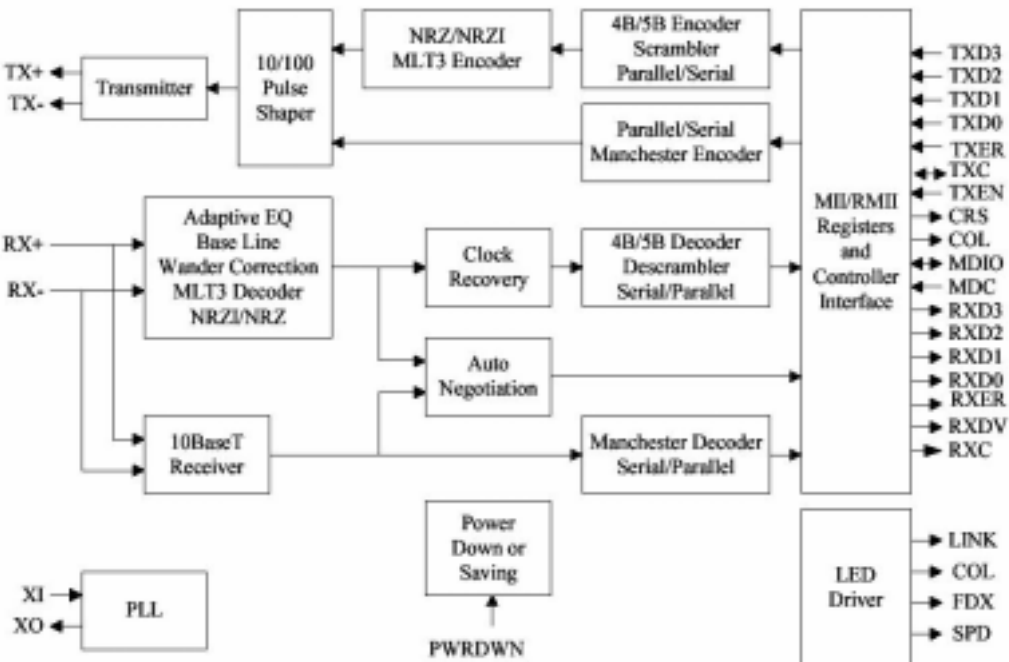 TX+
TX-
Transmitter
10/100
Pulse
Shaper
NRZ/NRZI
MLT3 Encoder
4B/5B Encoder
Scrambler
Parallel/Serial
Parallel/Serial
Manchester Encoder
RX+
RX-
Adaptive EQ
Base Line
Wander Correction
MLT3 Decoder
NRZI/NRZ
Clock
Recovery
4B/5B Decoder
Descrambler
Serial/Parallel
Auto
Negotiation
10BaseT
Receiver
Manchester Decoder
Serial/Parallel
MII/RMII
Registers
and
Controller
Interface
TXD3
TXD2
TXD1
TXD0
TXER
TXC
TXEN
CRS
COL
MDIO
MDC
RXD3
RXD2
RXD1
RXD0
RXER
RXDV
RXC
Power
Down or
Saving
PWRDWN
XI
XO
PLL
LED
Driver
LINK
COL
FDX
SPD